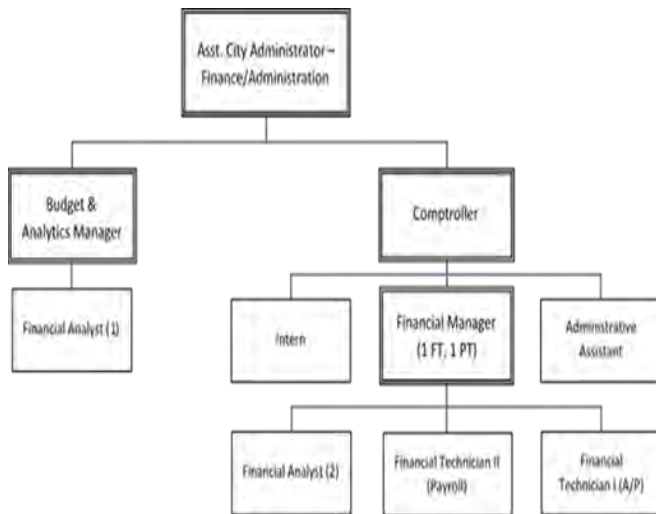 Asst. City Administrator –
Finance/Administration
Budget &
Analytics Manager
Comptroller
Financial Analyst (1)
Intern
Financial Manager
(1 FT, 1 PT)
Administrative
Assistant
Financial Analyst (2)
Financial Technician II
(Payroll)
Financial
Technician I (A/P)